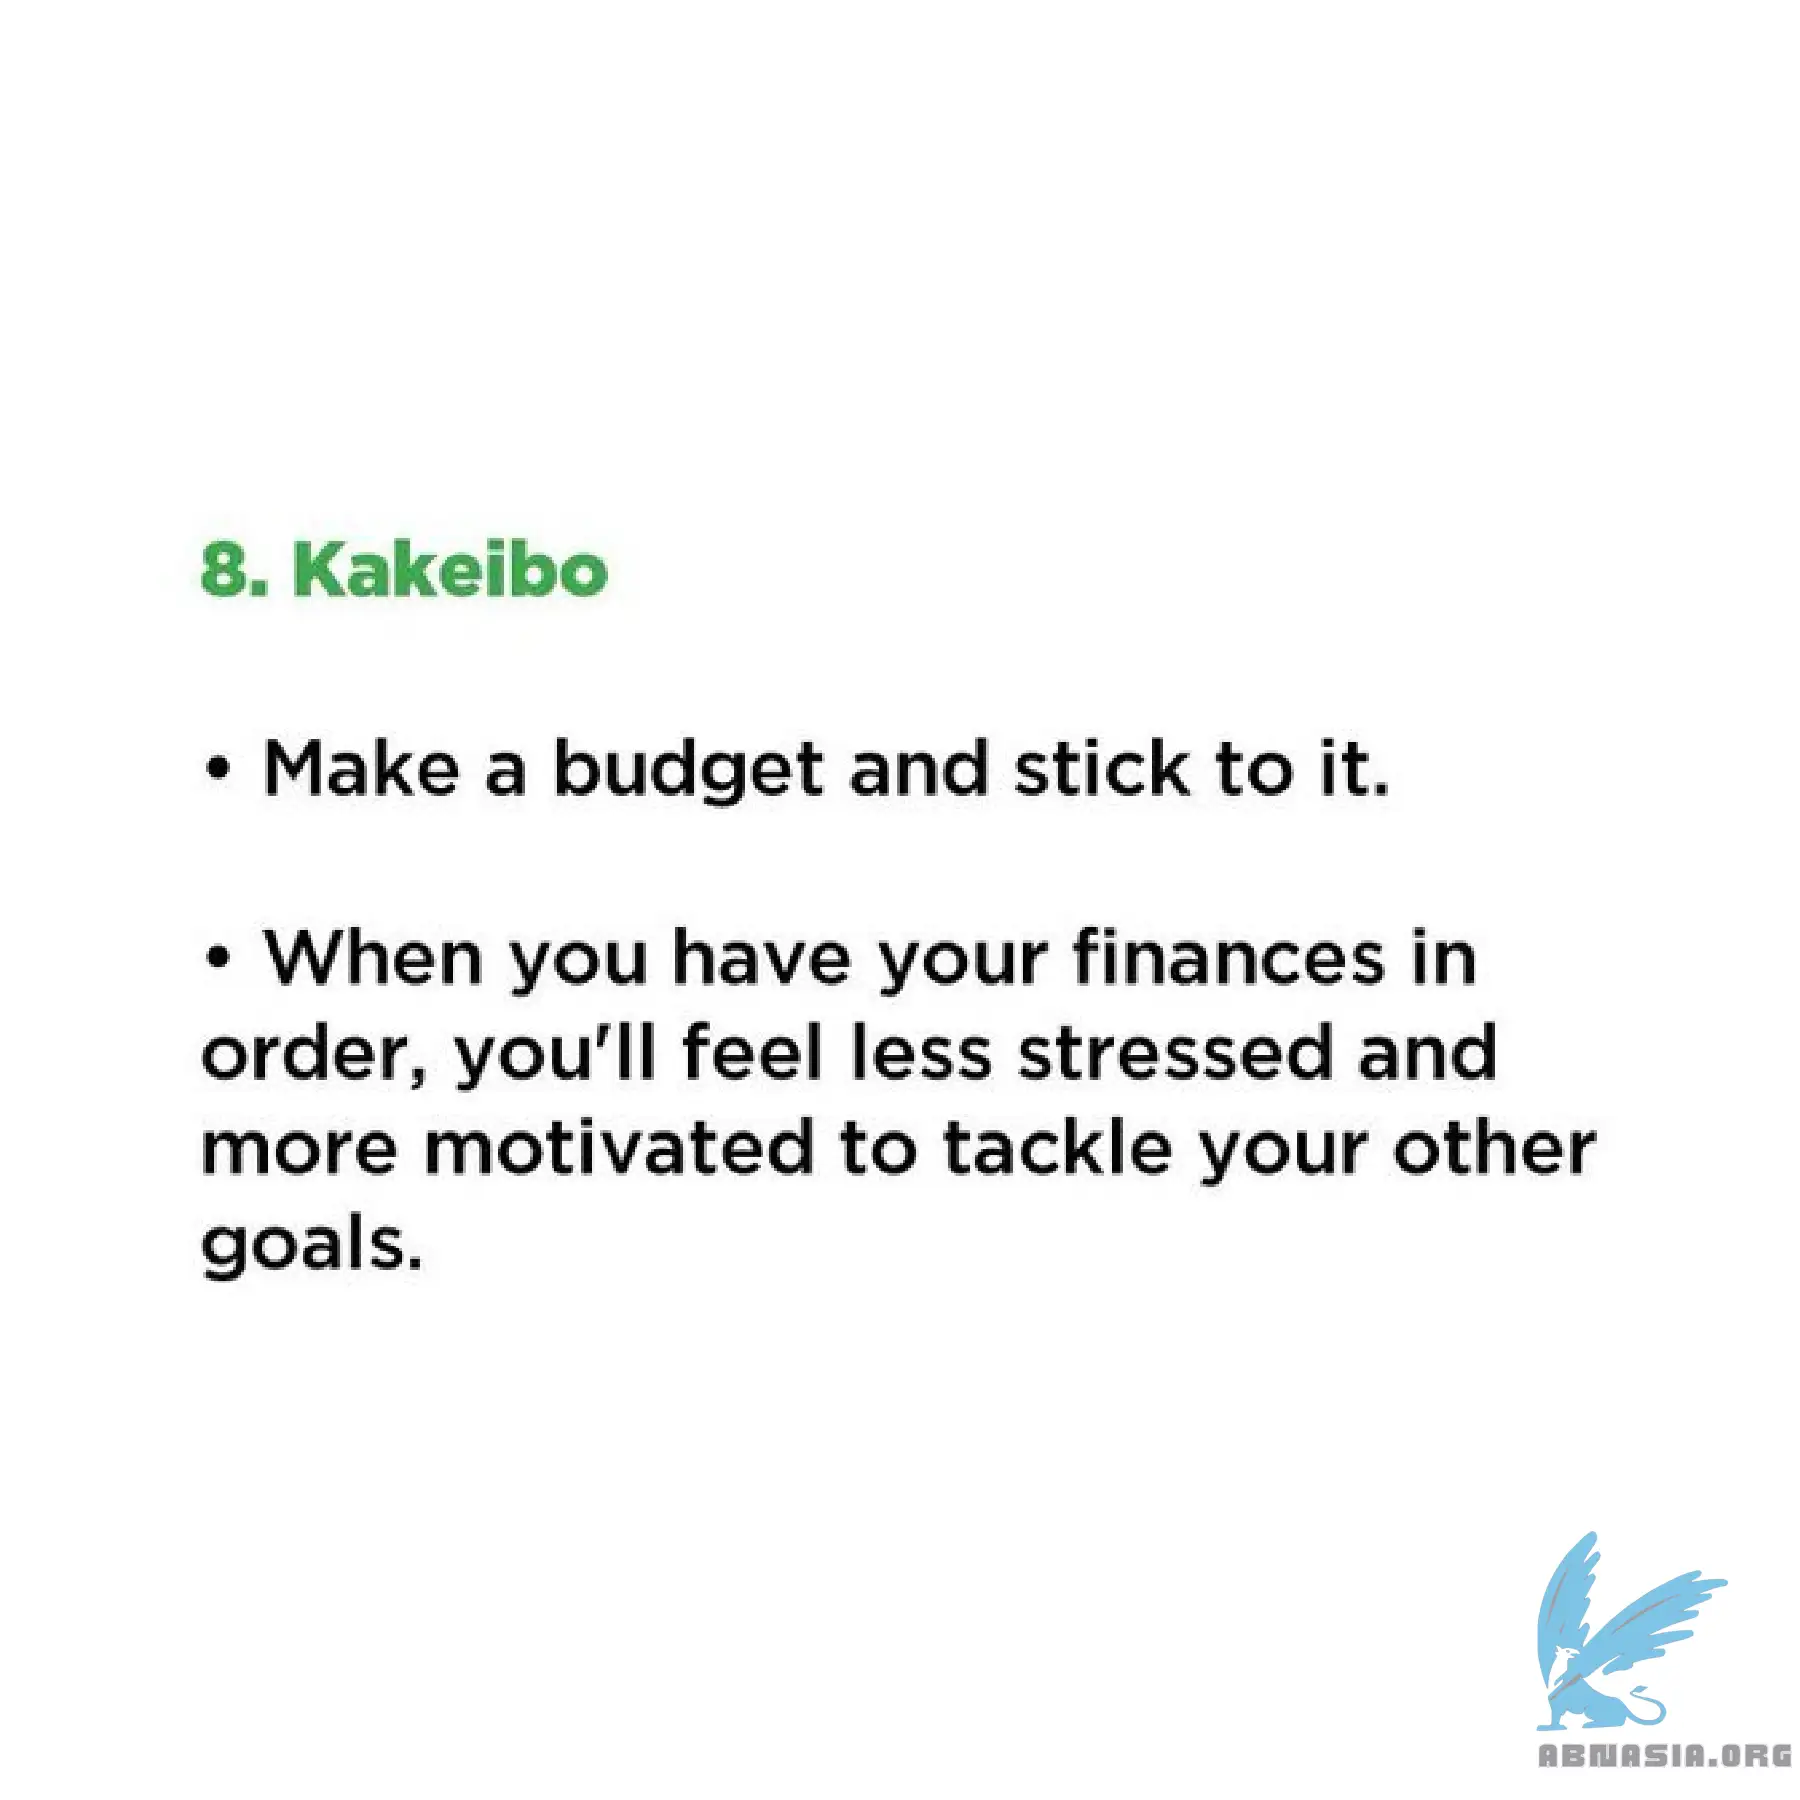 8. Kakeibo
• Make a budget and stick to it.
• When you have your finances in
order, you'll feel less stressed and
more motivated to tackle your other
goals.
ABNASIA.ORG